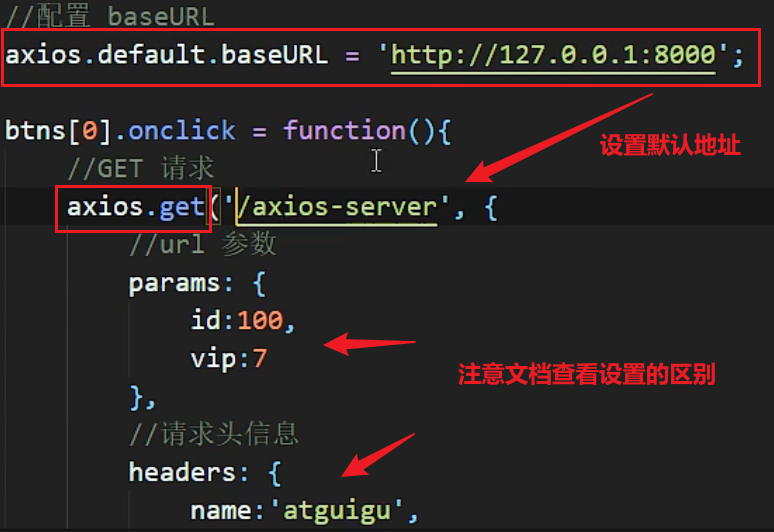 //配置 baseURL
axios.default.baseURL = 'http://127.0.0.1:8000';
btns[0].onclick = function(){
设置默认地址
//GET 请求
axios.get('/axios-server', {
//url 参数
params: {
id:100,
vip:7
注意文档查看设置的区别
},
//请求头信息
headers: {
name:'atguigu',